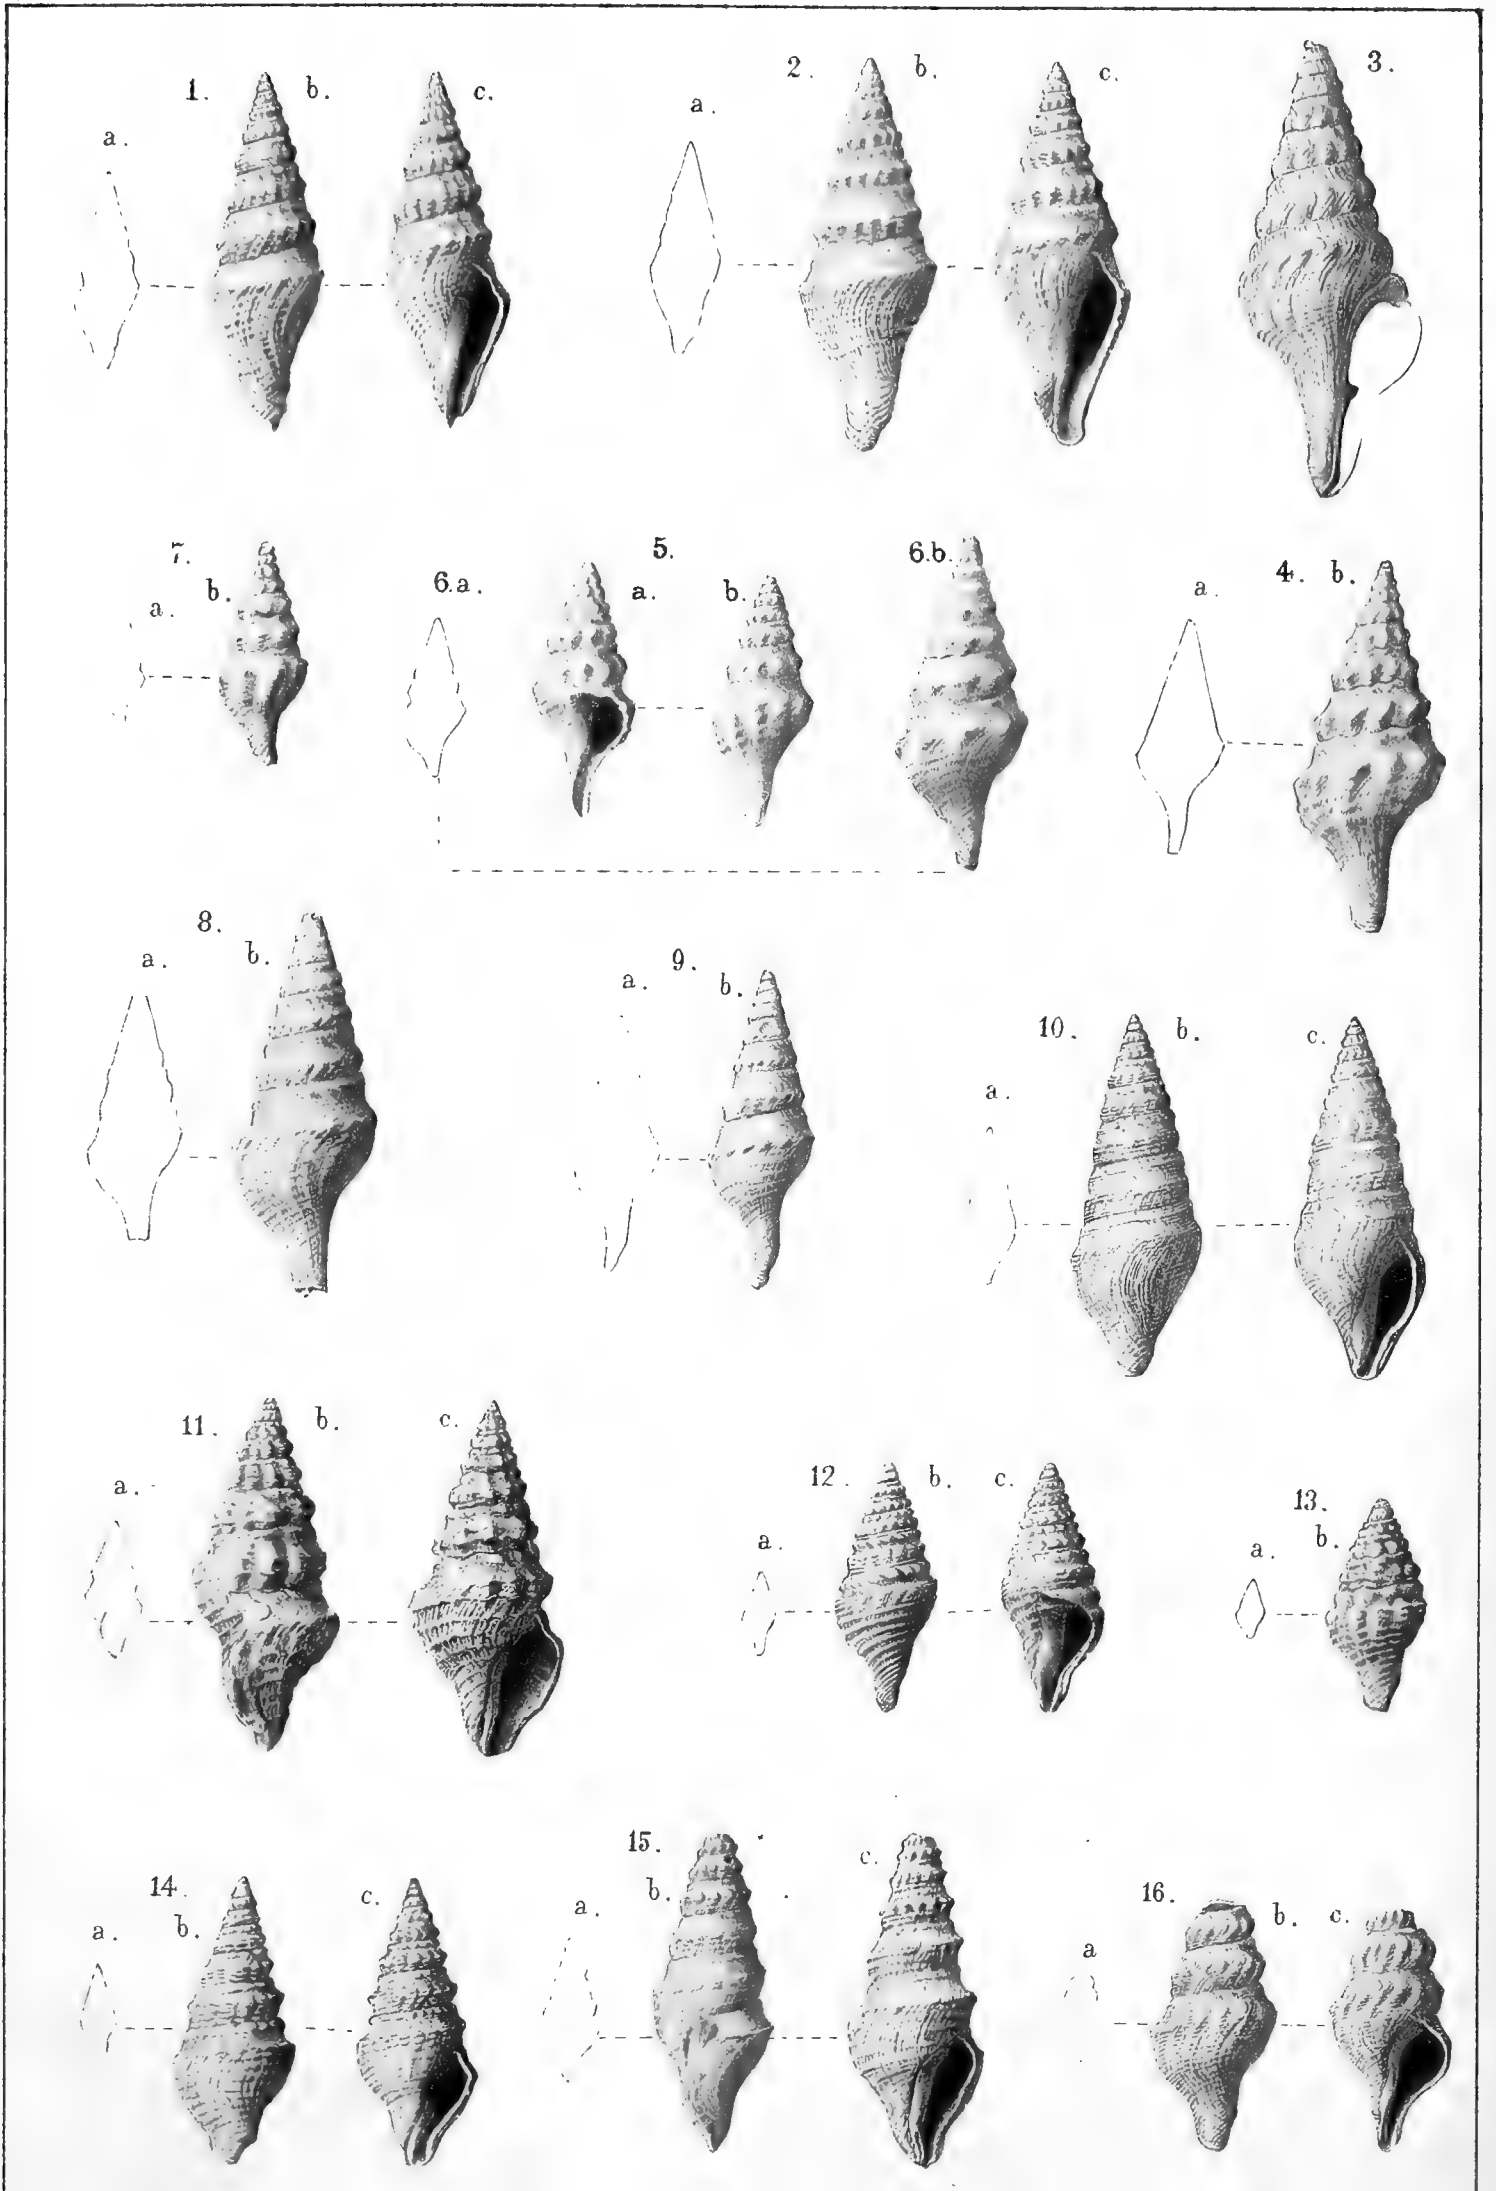 1. b. c. 2. b. c. 3.
a. a.
7. b. a. 6.a. 5. a. b. 6.b. a. 4. b.
8. a. b. 9. a. b. 10. b. c. a.
11. b. c. a. 12. b. c. a. 13. b. a.
14. b. c. a. 15. b. c. a. 16. b. c. a